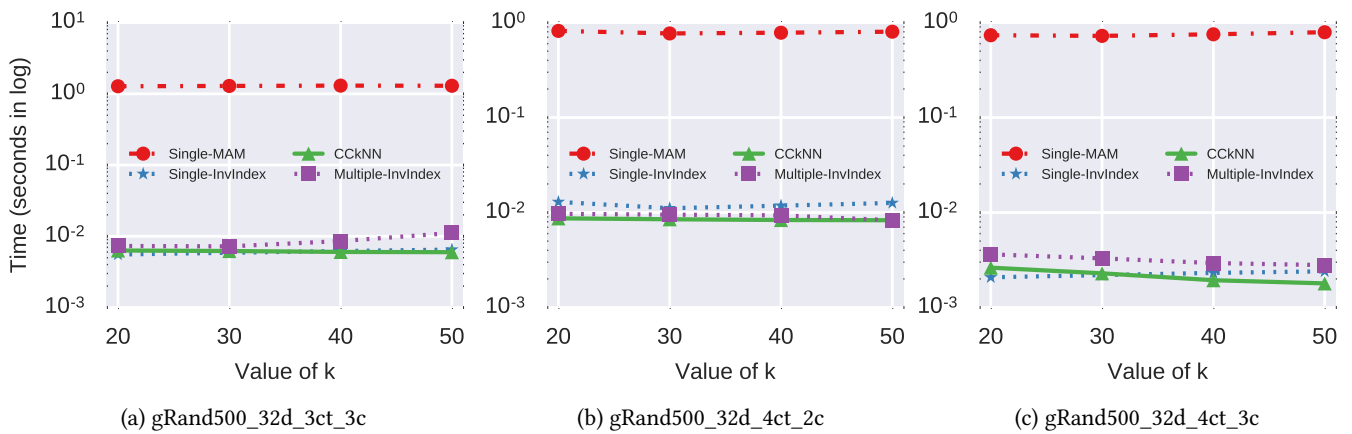 Time (seconds in log)
10^1
10^0
10^-1
10^-2
10^-3
Single-MAM
Single-InvIndex
CCkNN
Multiple-InvIndex
20 30 40 50
Value of k
(a) gRand500_32d_3ct_3c
10^0
10^-1
10^-2
10^-3
Single-MAM
Single-InvIndex
CCkNN
Multiple-InvIndex
20 30 40 50
Value of k
(b) gRand500_32d_4ct_2c
10^0
10^-1
10^-2
10^-3
Single-MAM
Single-InvIndex
CCkNN
Multiple-InvIndex
20 30 40 50
Value of k
(c) gRand500_32d_4ct_3c